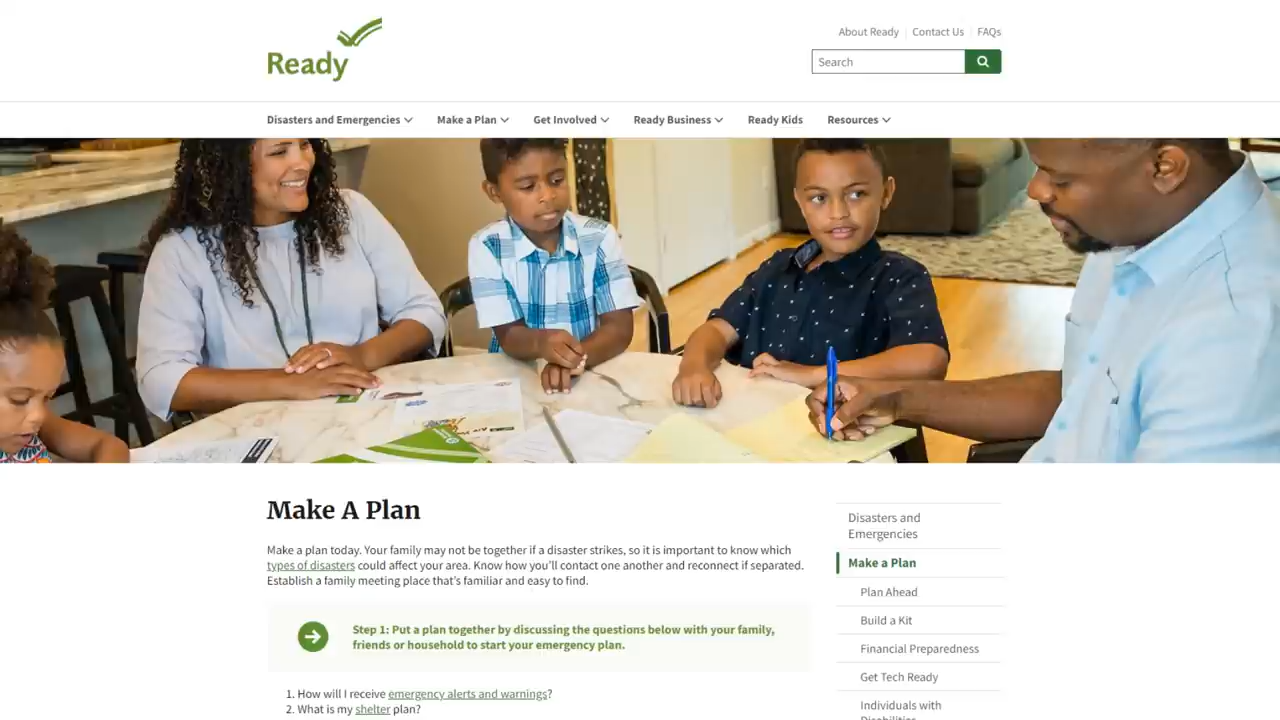 Ready
About Ready
Contact Us
FAQs
Search
Disasters and Emergencies
Make a Plan
Get Involved
Ready Business
Ready Kids
Resources
Make A Plan
Make a plan today. Your family may not be together if a disaster strikes, so it is important to know which
types of disasters could affect your area. Know how you’ll contact one another and reconnect if separated.
Establish a family meeting place that’s familiar and easy to find.
Step 1: Put a plan together by discussing the questions below with your family,
friends or household to start your emergency plan.
1. How will I receive emergency alerts and warnings?
2. What is my shelter plan?
Disasters and
Emergencies
Make a Plan
Plan Ahead
Build a Kit
Financial Preparedness
Get Tech Ready
Individuals with